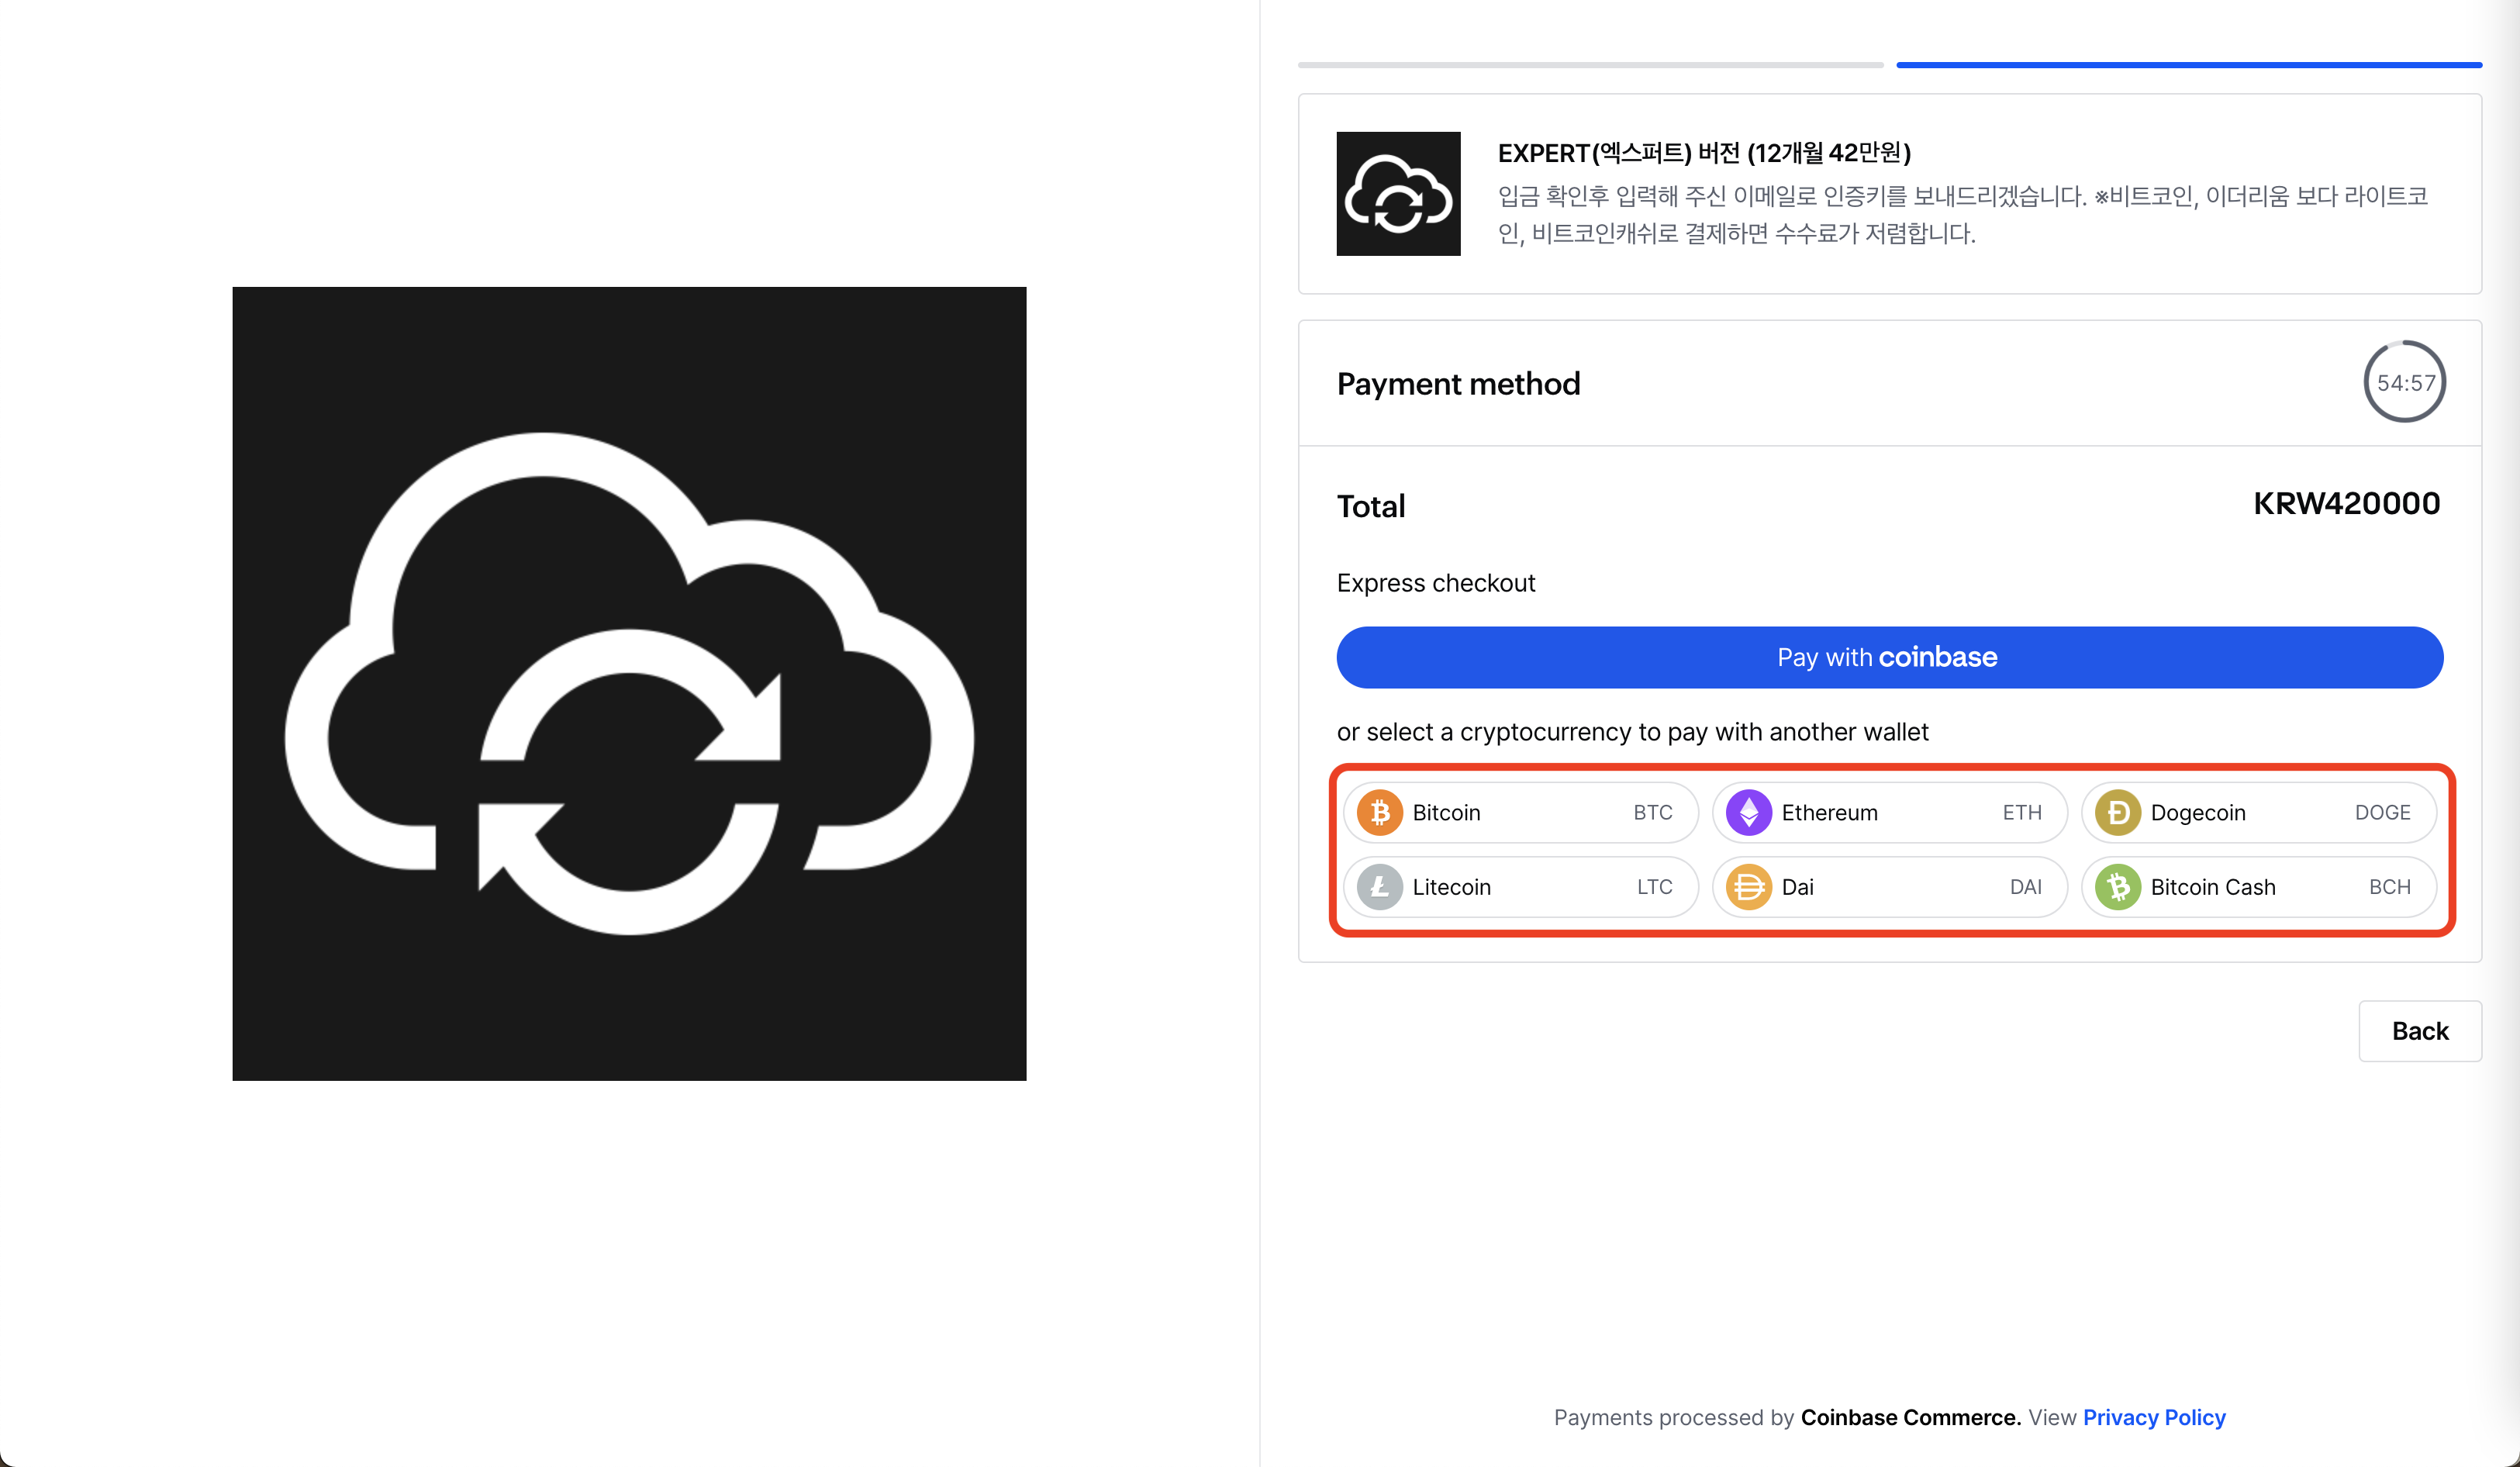 EXPERT(엑스퍼트) 버전 (12개월 42만원)
입금 확인후 입력해 주신 이메일로 인증키를 보내드리겠습니다. ※비트코인, 이더리움 보다 라이트코
인, 비트코인캐쉬로 결제하면 수수료가 저렴합니다.
Payment method
54:57
Total
KRW420000
Express checkout
Pay with coinbase
or select a cryptocurrency to pay with another wallet
Bitcoin BTC Ethereum ETH Dogecoin DOGE
Litecoin LTC Dai DAI Bitcoin Cash BCH
Back
Payments processed by Coinbase Commerce. View Privacy Policy